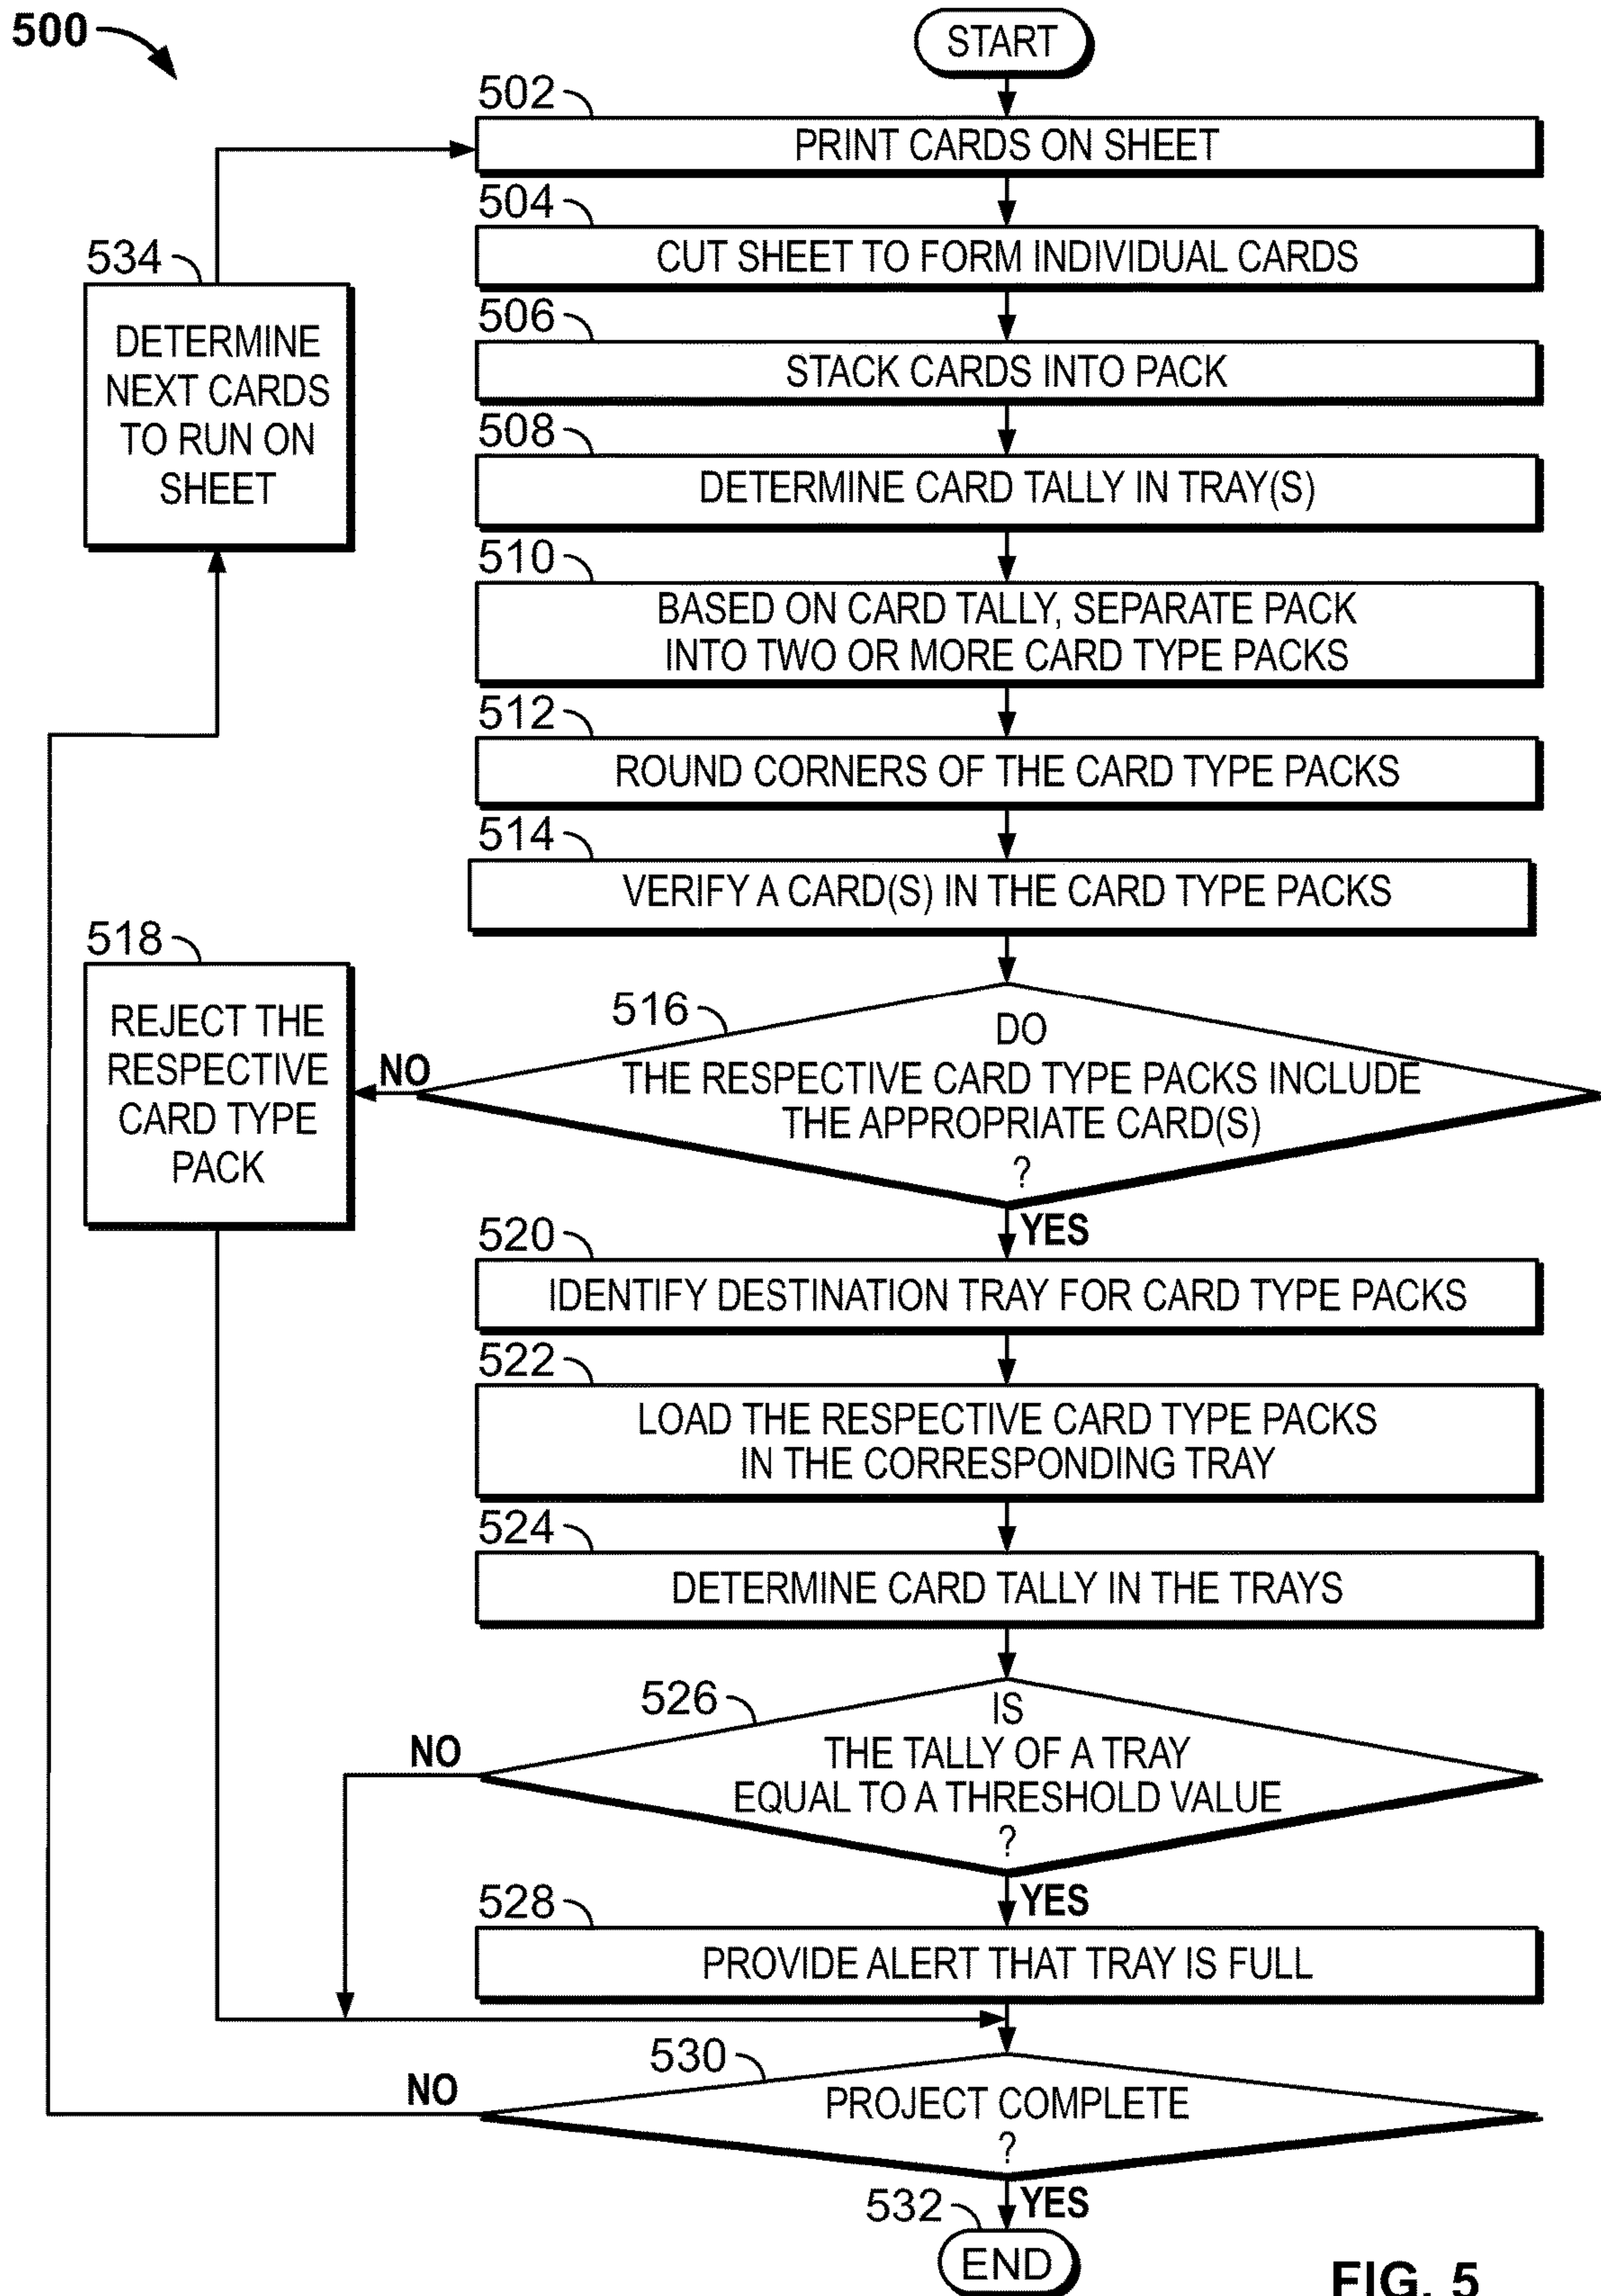 500
START
502
PRINT CARDS ON SHEET
504
CUT SHEET TO FORM INDIVIDUAL CARDS
534
DETERMINE
NEXT CARDS
TO RUN ON
SHEET
506
STACK CARDS INTO PACK
508
DETERMINE CARD TALLY IN TRAY(S)
510
BASED ON CARD TALLY, SEPARATE PACK
INTO TWO OR MORE CARD TYPE PACKS
512
ROUND CORNERS OF THE CARD TYPE PACKS
514
VERIFY A CARD(S) IN THE CARD TYPE PACKS
518
REJECT THE
RESPECTIVE
CARD TYPE
PACK
516
DO
THE RESPECTIVE CARD TYPE PACKS INCLUDE
THE APPROPRIATE CARD(S)
?
NO
YES
520
IDENTIFY DESTINATION TRAY FOR CARD TYPE PACKS
522
LOAD THE RESPECTIVE CARD TYPE PACKS
IN THE CORRESPONDING TRAY
524
DETERMINE CARD TALLY IN THE TRAYS
526
IS
THE TALLY OF A TRAY
EQUAL TO A THRESHOLD VALUE
?
NO
YES
528
PROVIDE ALERT THAT TRAY IS FULL
530
PROJECT COMPLETE
?
NO
YES
532
END
FIG. 5